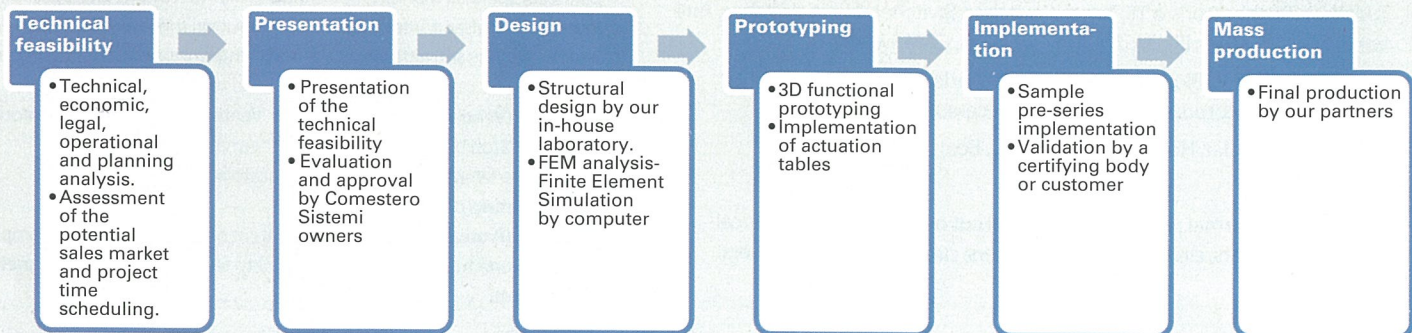 Technical
feasibility
• Technical,
economic,
legal,
operational
and planning
analysis.
• Assessment
of the
potential
sales market
and project
time
scheduling.
Presentation
• Presentation
of the
technical
feasibility
• Evaluation
and approval
by Comestero
Sistemi
owners
Design
• Structural
design by our
in-house
laboratory.
• FEM analysis-
Finite Element
Simulation
by computer
Prototyping
• 3D functional
prototyping
• Implementation
of actuation
tables
Implementa-
tion
• Sample
pre-series
implementation
• Validation by a
certifying body
or customer
Mass
production
• Final production
by our partners